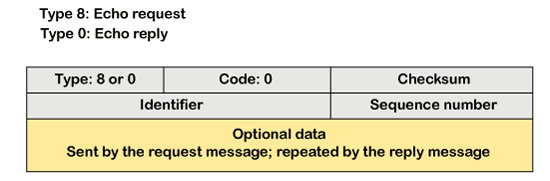 Type 8: Echo request
Type 0: Echo reply
Type: 8 or 0 Code: 0 Checksum
Identifier Sequence number
Optional data
Sent by the request message; repeated by the reply message